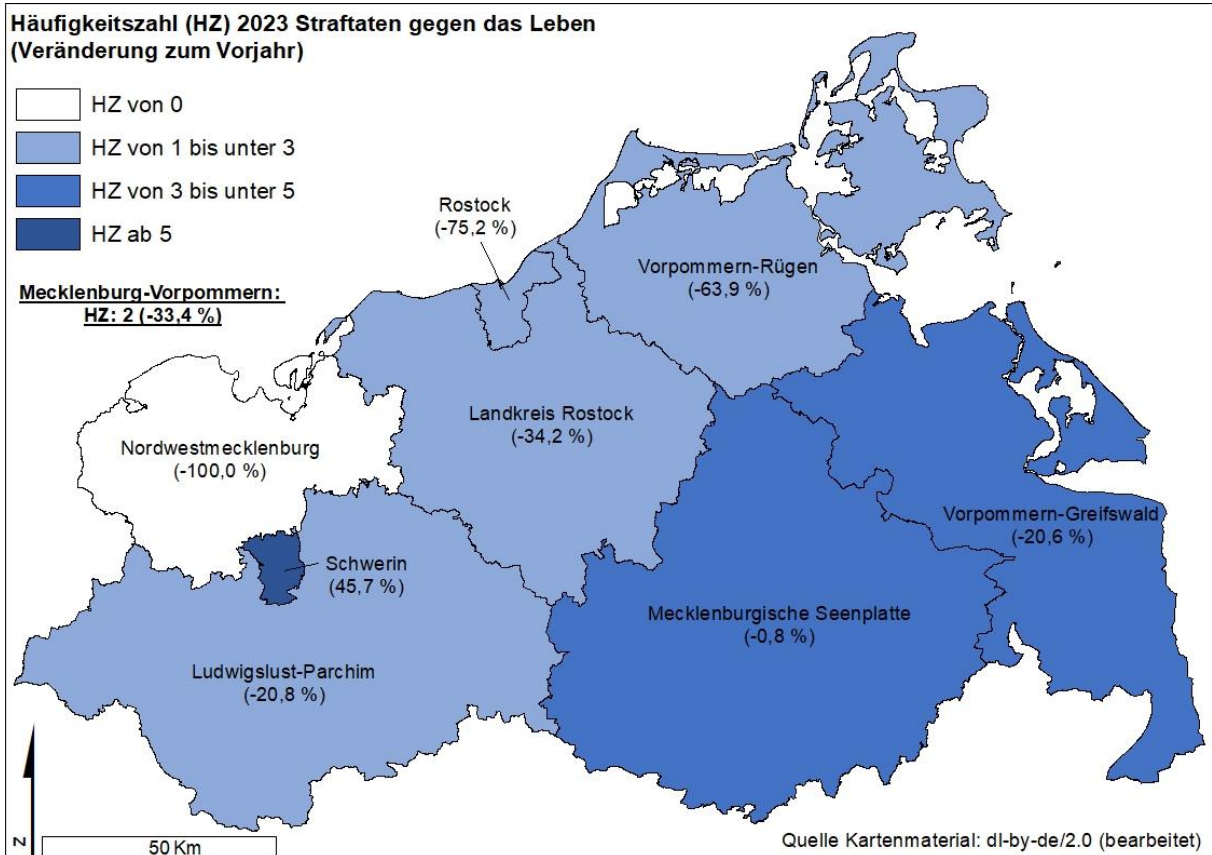 Häufigkeitszahl (HZ) 2023 Straftaten gegen das Leben
(Veränderung zum Vorjahr)
HZ von 0
HZ von 1 bis unter 3
HZ von 3 bis unter 5
HZ ab 5
Mecklenburg-Vorpommern:
HZ: 2 (-33,4 %)
Rostock
(-75,2 %)
Vorpommern-Rügen
(-63,9 %)
Landkreis Rostock
(-34,2 %)
Nordwestmecklenburg
(-100,0 %)
Vorpommern-Greifswald
(-20,6 %)
Schwerin
(45,7 %)
Mecklenburgische Seenplatte
(-0,8 %)
Ludwigslust-Parchim
(-20,8 %)
N
50 Km
Quelle Kartenmaterial: dl-by-de/2.0 (bearbeitet)